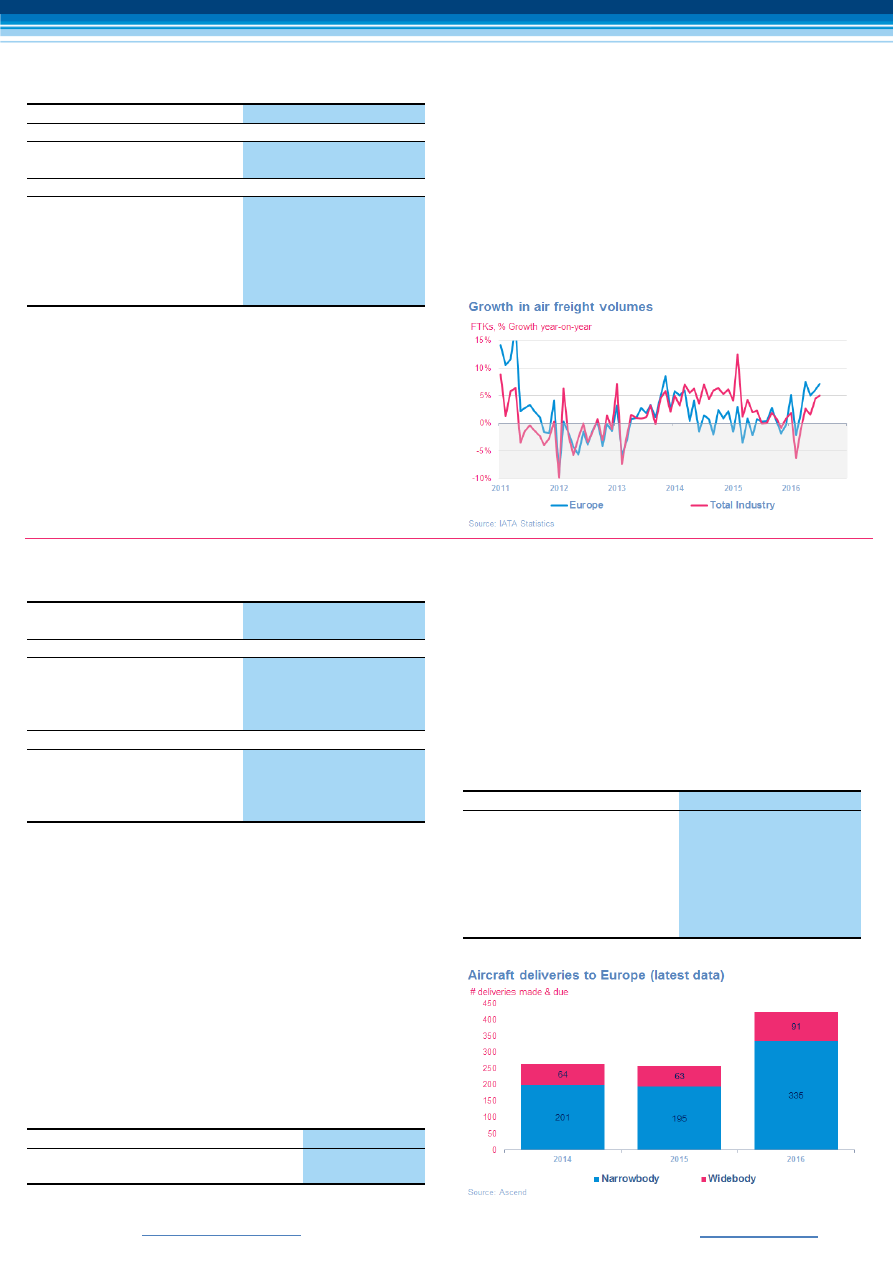 Growth in air freight volumes
FTKs, % Growth year-on-year
15%
10%
5%
0%
-5%
-10%
2011 2012 2013 2014 2015 2016
Europe Total Industry
Source: IATA Statistics
Aircraft deliveries to Europe (latest data)
# deliveries made & due
450
400
350
300
250
200
150
100
50
0
64 63 91
201 195 335
2014 2015 2016
Narrowbody Widebody
Source: Ascend